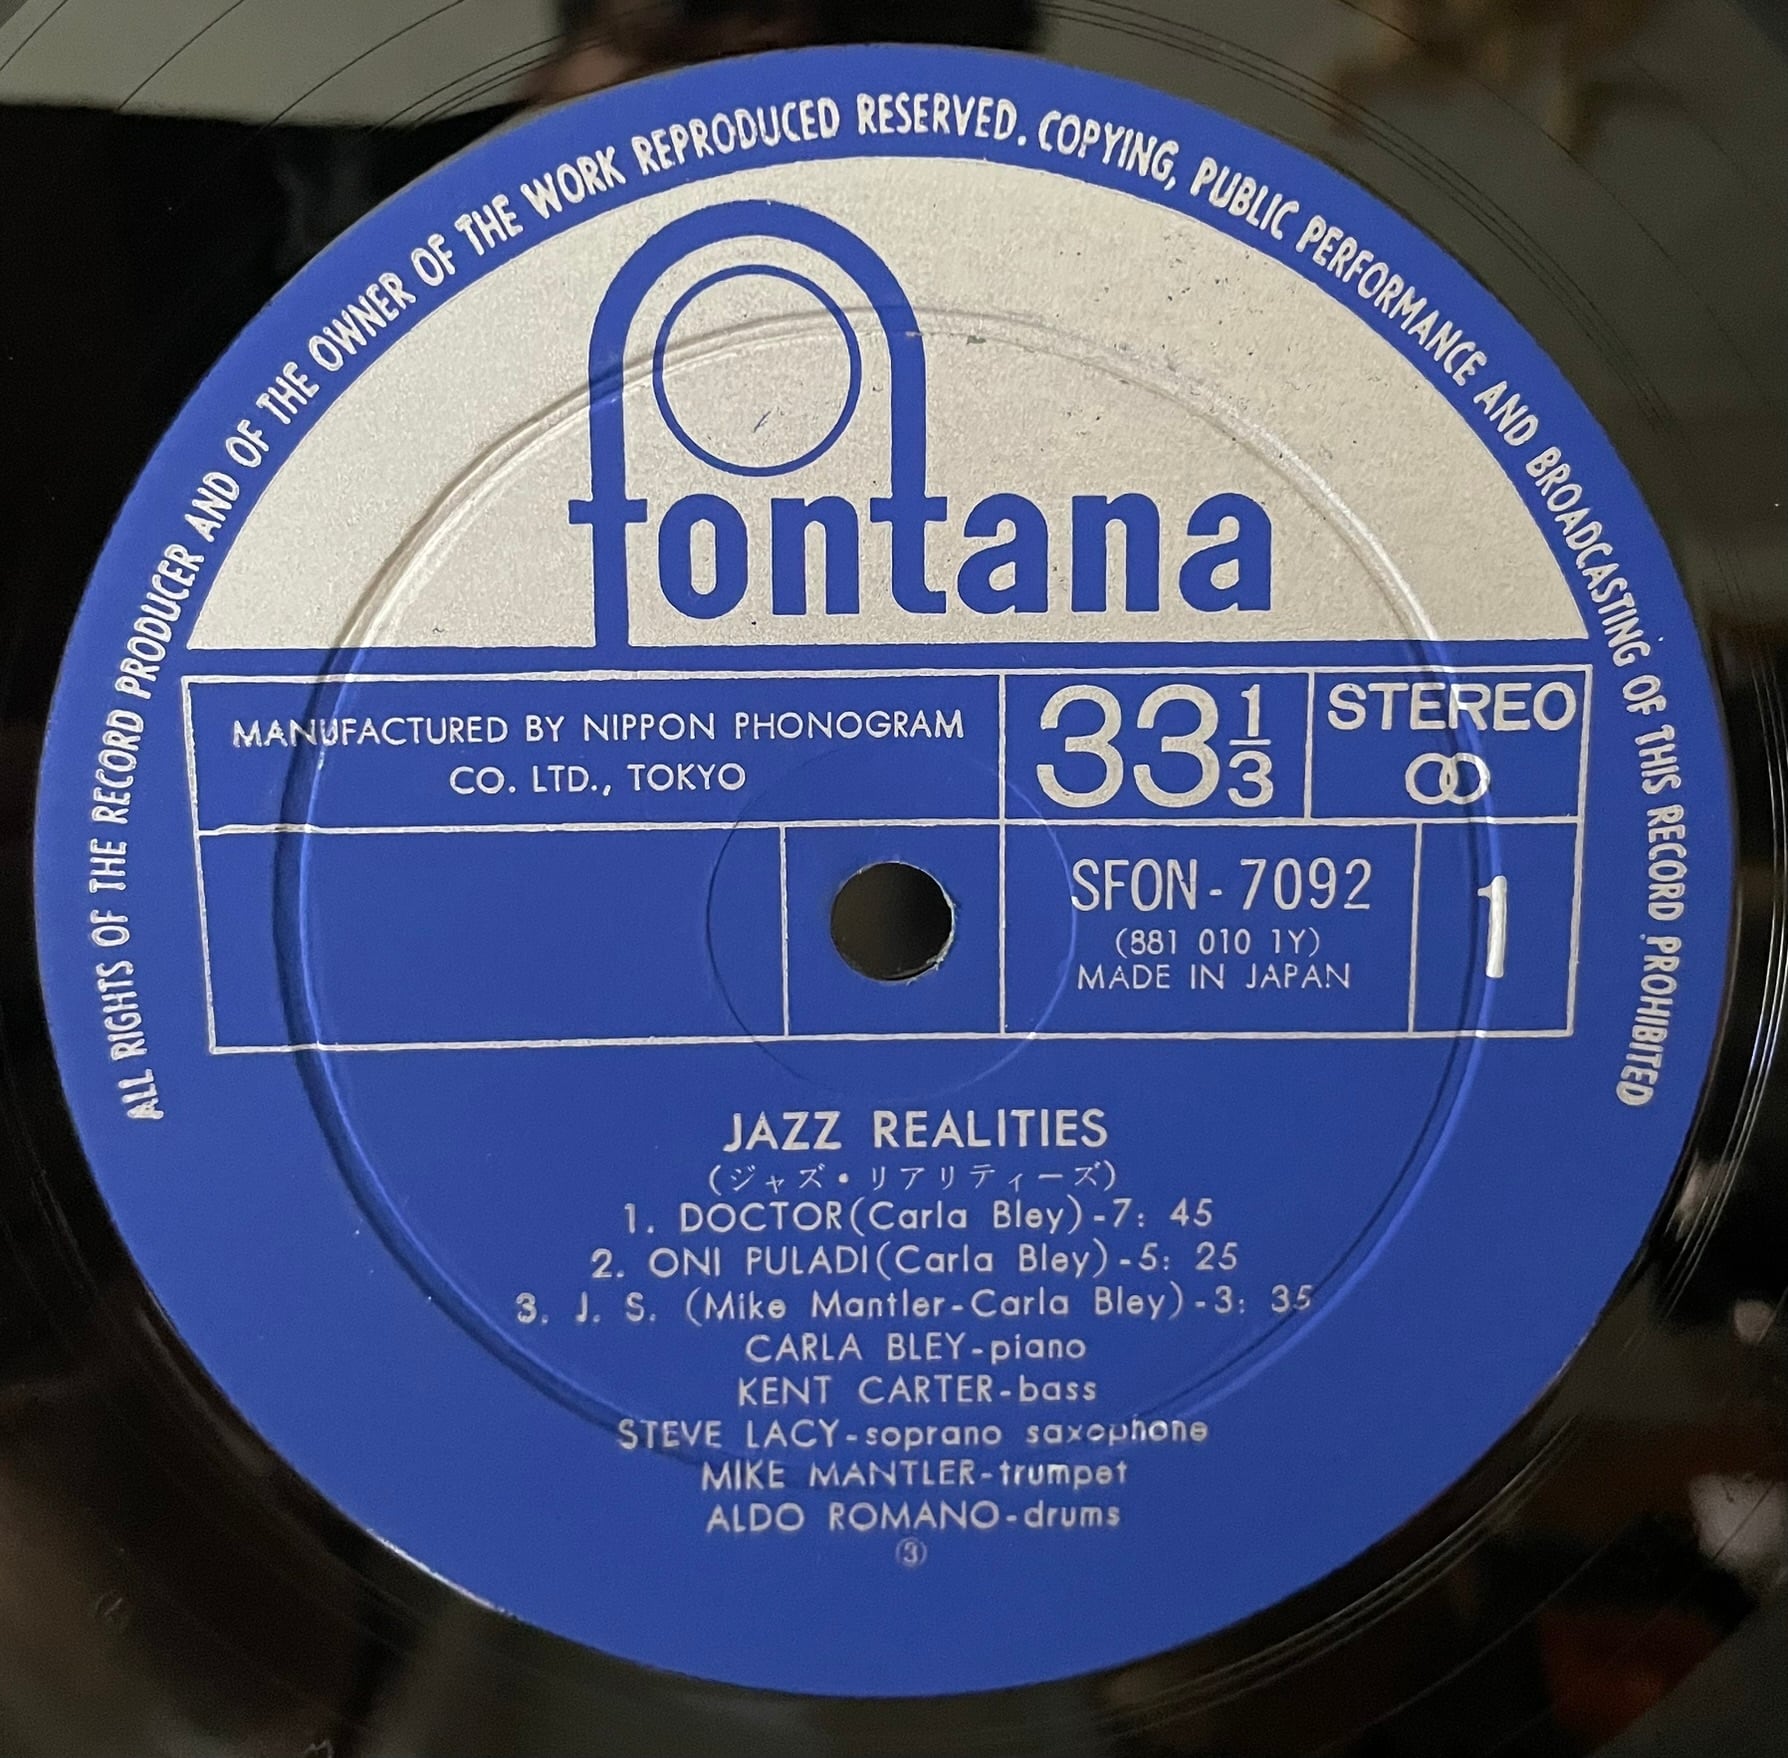 ALL RIGHTS OF THE RECORD PRODUCER AND OF THE OWNER OF THE WORK REPRODUCED RESERVED. COPYING, PUBLIC PERFORMANCE AND BROADCASTING OF THIS RECORD PROHIBITED
fontana
MANUFACTURED BY NIPPON PHONOGRAM
CO. LTD., TOKYO
33 1/3
STEREO
SFON-7092
(881 010 1Y)
MADE IN JAPAN
1
JAZZ REALITIES
(ジャズ・リアリティーズ)
1. DOCTOR(Carla Bley)-7: 45
2. ONI PULADI(Carla Bley)-5: 25
3. J. S. (Mike Mantler-Carla Bley)-3: 35
CARLA BLEY-piano
KENT CARTER-bass
STEVE LACY-soprano saxophone
MIKE MANTLER-trumpet
ALDO ROMANO-drums
③